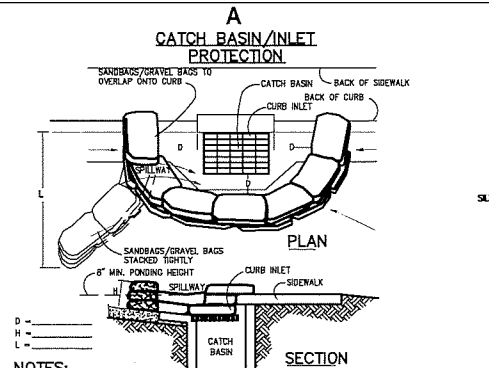 A
CATCH BASIN/INLET
PROTECTION
SANDBAGS/GRAVEL BAGS TO
OVERLAP ONTO CURB
CATCH BASIN
BACK OF SIDEWALK
CURB INLET
BACK OF CURB
D
D
SPILLWAY
D
L
PLAN
SANDBAGS/GRAVEL BAGS
STACKED TIGHTLY
8" MIN. PONDING HEIGHT
CURB INLET
SPILLWAY
SIDEWALK
H
D =
H =
L =
CATCH
BASIN
SECTION
NOTES: